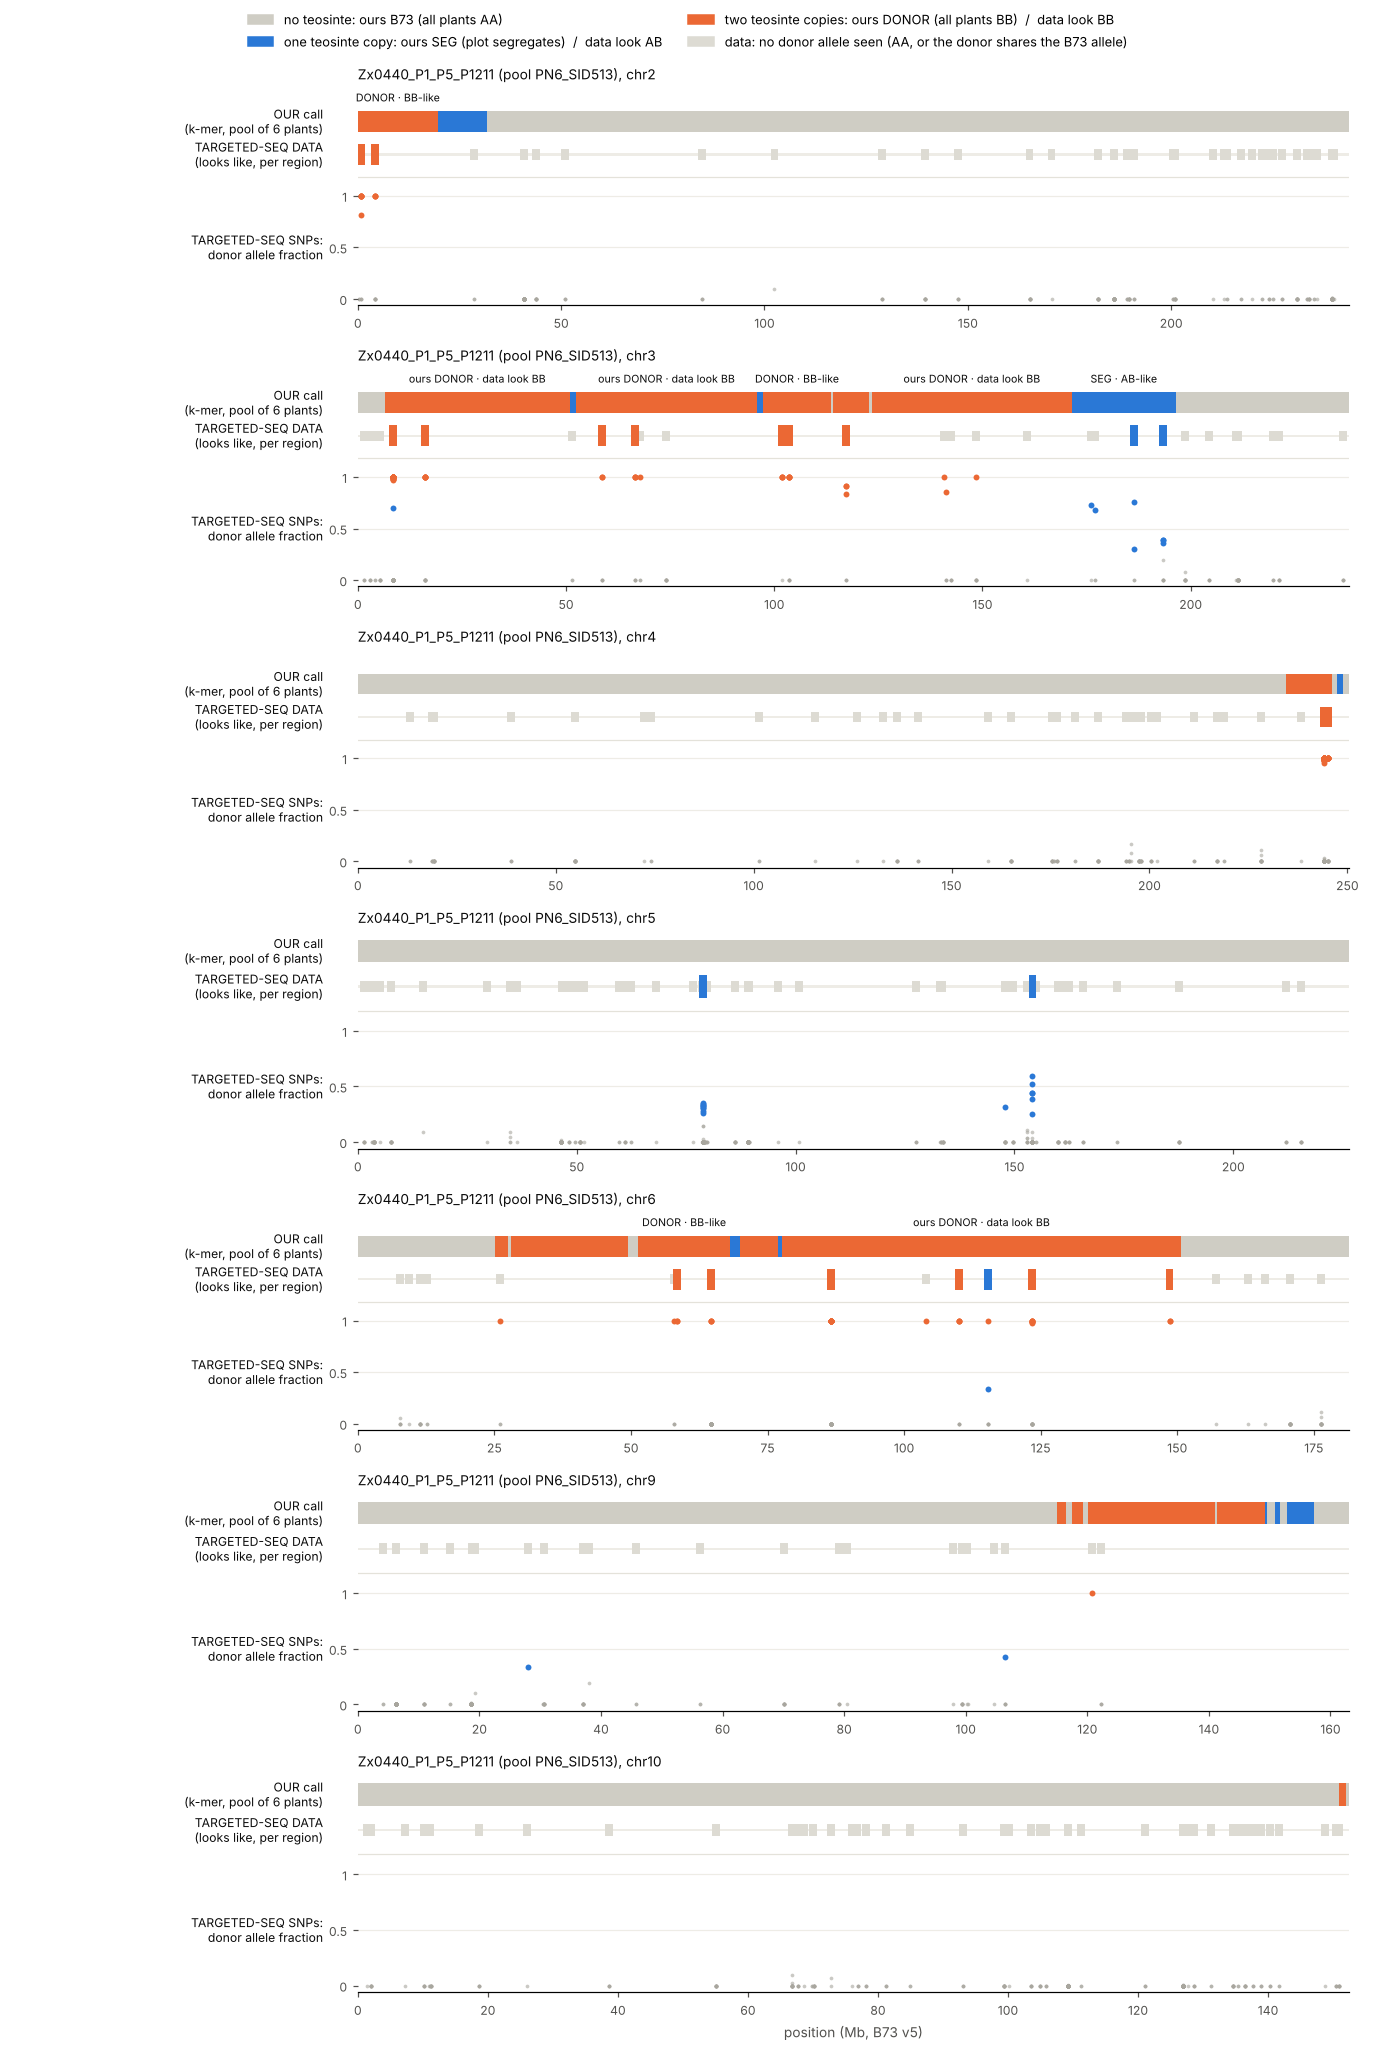 no teosinte: ours B73 (all plants AA)
two teosinte copies: ours DONOR (all plants BB)  /  data look BB
one teosinte copy: ours SEG (plot segregates)  /  data look AB
data: no donor allele seen (AA, or the donor shares the B73 allele)
Zx0440_P1_P5_P1211 (pool PN6_SID513), chr2
DONOR · BB-like
OUR call
(k-mer, pool of 6 plants)
TARGETED-SEQ DATA
(looks like, per region)
1
TARGETED-SEQ SNPs:
donor allele fraction
0.5
0
0 50 100 150 200
Zx0440_P1_P5_P1211 (pool PN6_SID513), chr3
ours DONOR · data look BB
ours DONOR · data look BB
DONOR · BB-like
ours DONOR · data look BB
SEG · AB-like
OUR call
(k-mer, pool of 6 plants)
TARGETED-SEQ DATA
(looks like, per region)
1
TARGETED-SEQ SNPs:
donor allele fraction
0.5
0
0 50 100 150 200
Zx0440_P1_P5_P1211 (pool PN6_SID513), chr4
OUR call
(k-mer, pool of 6 plants)
TARGETED-SEQ DATA
(looks like, per region)
1
TARGETED-SEQ SNPs:
donor allele fraction
0.5
0
0 50 100 150 200 250
Zx0440_P1_P5_P1211 (pool PN6_SID513), chr5
OUR call
(k-mer, pool of 6 plants)
TARGETED-SEQ DATA
(looks like, per region)
1
TARGETED-SEQ SNPs:
donor allele fraction
0.5
0
0 50 100 150 200
Zx0440_P1_P5_P1211 (pool PN6_SID513), chr6
DONOR · BB-like
ours DONOR · data look BB
OUR call
(k-mer, pool of 6 plants)
TARGETED-SEQ DATA
(looks like, per region)
1
TARGETED-SEQ SNPs:
donor allele fraction
0.5
0
0 25 50 75 100 125 150 175
Zx0440_P1_P5_P1211 (pool PN6_SID513), chr9
OUR call
(k-mer, pool of 6 plants)
TARGETED-SEQ DATA
(looks like, per region)
1
TARGETED-SEQ SNPs:
donor allele fraction
0.5
0
0 20 40 60 80 100 120 140 160
Zx0440_P1_P5_P1211 (pool PN6_SID513), chr10
OUR call
(k-mer, pool of 6 plants)
TARGETED-SEQ DATA
(looks like, per region)
1
TARGETED-SEQ SNPs:
donor allele fraction
0.5
0
0 20 40 60 80 100 120 140
position (Mb, B73 v5)